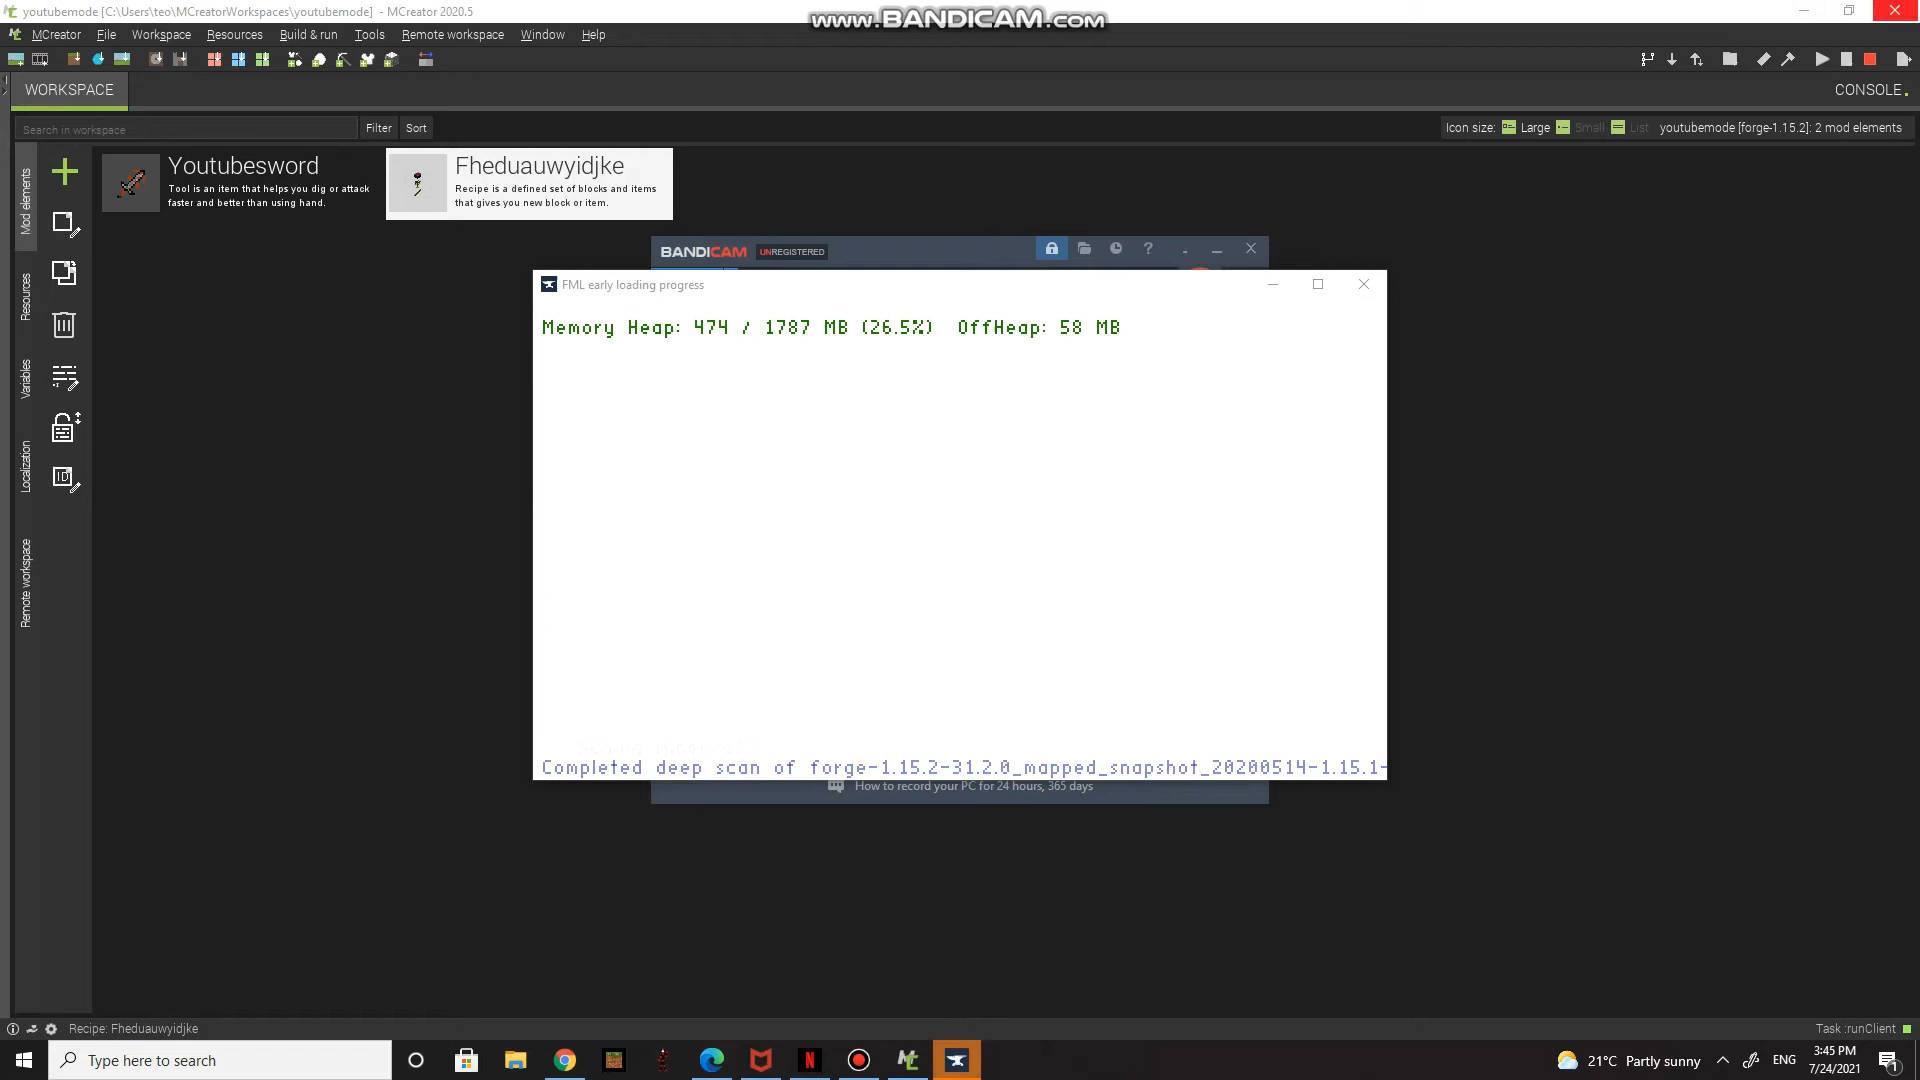 youtubemode [C:\Users\teo\MCreatorWorkspaces\youtubemode] - MCreator 2020.5
www.BANDICAM.com
MCreator File Workspace Resources Build & run Tools Remote workspace Window Help
WORKSPACE
CONSOLE
Search in workspace
Filter
Sort
Icon size: Large Small List youtubemode [forge-1.15.2]: 2 mod elements
Mod elements
Resources
Variables
Localization
Remote workspace
Youtubesword
Tool is an item that helps you dig or attack
faster and better than using hand.
Fheduauwyidjke
Recipe is a defined set of blocks and items
that gives you new block or item.
BANDICAM UNREGISTERED
FML early loading progress
Memory Heap: 474 / 1787 MB (26.5%) OffHeap: 58 MB
Completed deep scan of forge-1.15.2-31.2.0_mapped_snapshot_20200514-1.15.1-
How to record your PC for 24 hours, 365 days
Recipe: Fheduauwyidjke
Task :runClient
Type here to search
21°C Partly sunny
ENG
3:45 PM
7/24/2021
1